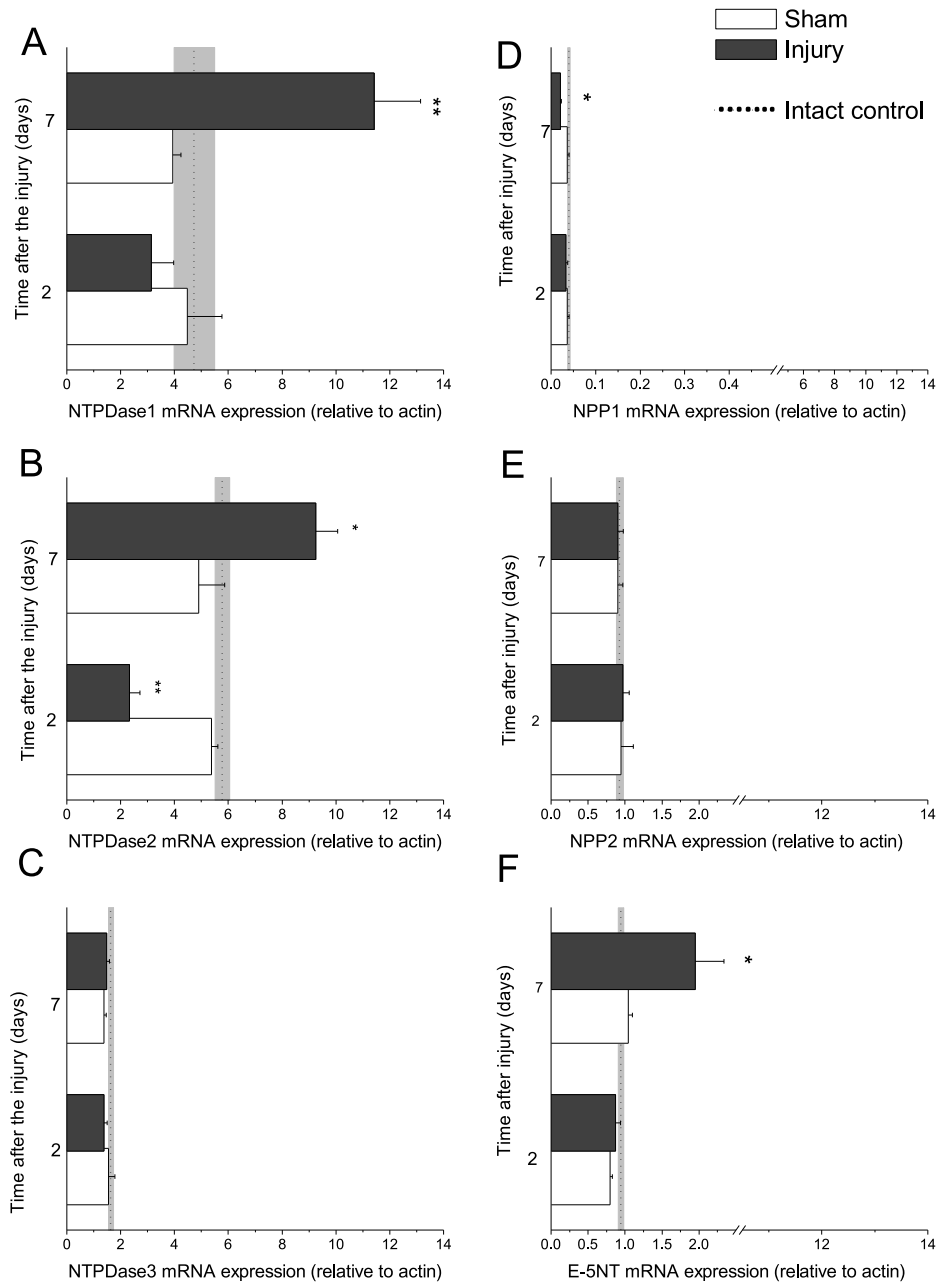 Sham
Injury
Intact control
A
Time after the injury (days)
7
2
**
0 2 4 6 8 10 12 14
NTPDase1 mRNA expression (relative to actin)
D
Time after injury (days)
7
2
*
0.0 0.1 0.2 0.3 0.4 6 8 10 12 14
NPP1 mRNA expression (relative to actin)
B
Time after the injury (days)
7
2
*
**
0 2 4 6 8 10 12 14
NTPDase2 mRNA expression (relative to actin)
E
Time after injury (days)
7
2
0.0 0.5 1.0 1.5 2.0 12 14
NPP2 mRNA expression (relative to actin)
C
Time after the injury (days)
7
2
0 2 4 6 8 10 12 14
NTPDase3 mRNA expression (relative to actin)
F
Time after injury (days)
7
2
*
0.0 0.5 1.0 1.5 2.0 12 14
E-5NT mRNA expression (relative to actin)